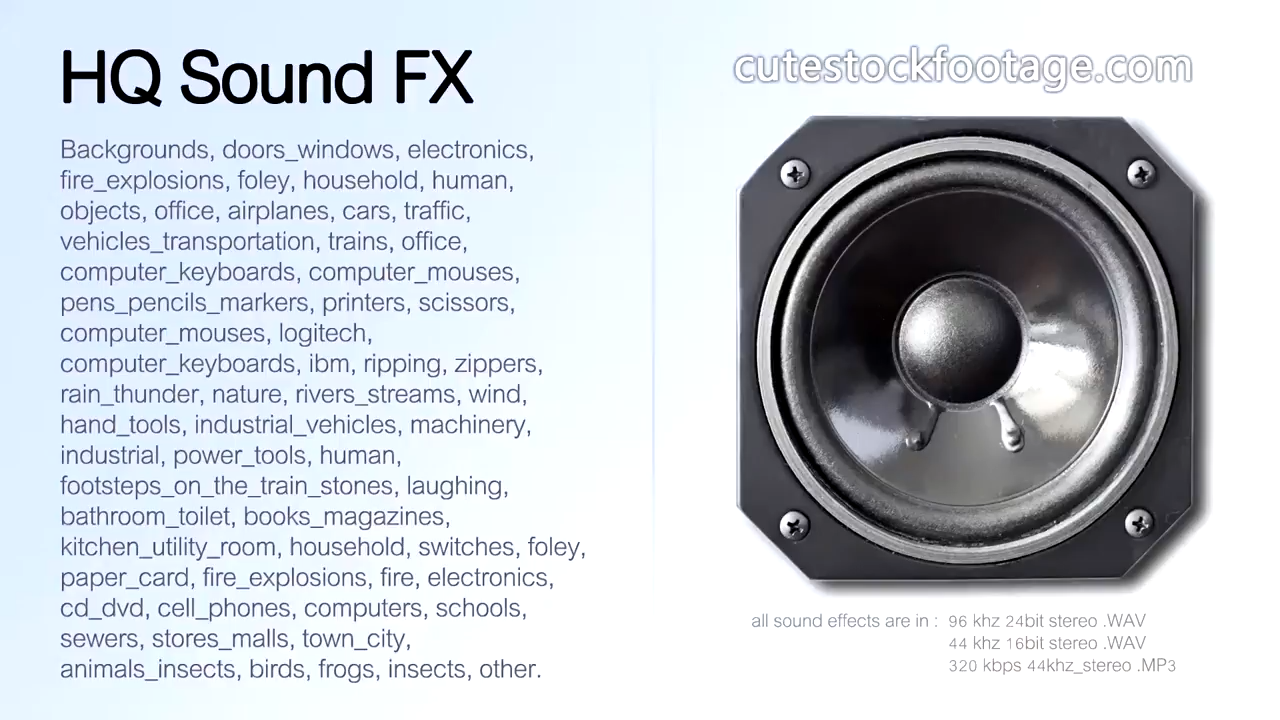 HQ Sound FX
Backgrounds, doors_windows, electronics,
fire_explosions, foley, household, human,
objects, office, airplanes, cars, traffic,
vehicles_transportation, trains, office,
computer_keyboards, computer_mouses,
pens_pencils_markers, printers, scissors,
computer_mouses, logitech,
computer_keyboards, ibm, ripping, zippers,
rain_thunder, nature, rivers_streams, wind,
hand_tools, industrial_vehicles, machinery,
industrial, power_tools, human,
footsteps_on_the_train_stones, laughing,
bathroom_toilet, books_magazines,
kitchen_utility_room, household, switches, foley,
paper_card, fire_explosions, fire, electronics,
cd_dvd, cell_phones, computers, schools,
sewers, stores_malls, town_city,
animals_insects, birds, frogs, insects, other.
cutestockfootage.com
all sound effects are in : 96 khz 24bit stereo .WAV
44 khz 16bit stereo .WAV
320 kbps 44khz_stereo .MP3